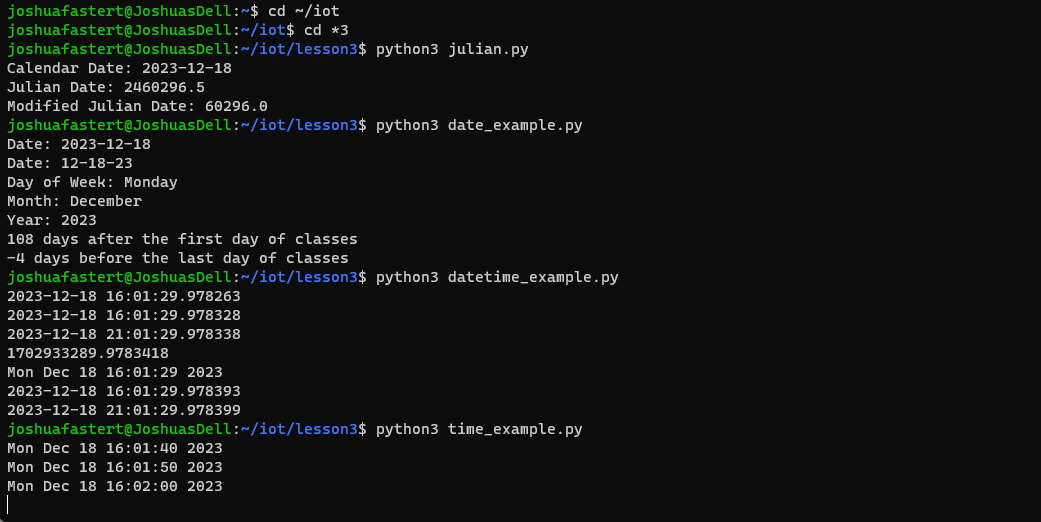 joshuafastert@JoshuasDell:~$ cd ~/iot
joshuafastert@JoshuasDell:~/iot$ cd *3
joshuafastert@JoshuasDell:~/iot/lesson3$ python3 julian.py
Calendar Date: 2023-12-18
Julian Date: 2460296.5
Modified Julian Date: 60296.0
joshuafastert@JoshuasDell:~/iot/lesson3$ python3 date_example.py
Date: 2023-12-18
Date: 12-18-23
Day of Week: Monday
Month: December
Year: 2023
108 days after the first day of classes
-4 days before the last day of classes
joshuafastert@JoshuasDell:~/iot/lesson3$ python3 datetime_example.py
2023-12-18 16:01:29.978263
2023-12-18 16:01:29.978328
2023-12-18 21:01:29.978338
1702933289.9783418
Mon Dec 18 16:01:29 2023
2023-12-18 16:01:29.978393
2023-12-18 21:01:29.978399
joshuafastert@JoshuasDell:~/iot/lesson3$ python3 time_example.py
Mon Dec 18 16:01:40 2023
Mon Dec 18 16:01:50 2023
Mon Dec 18 16:02:00 2023